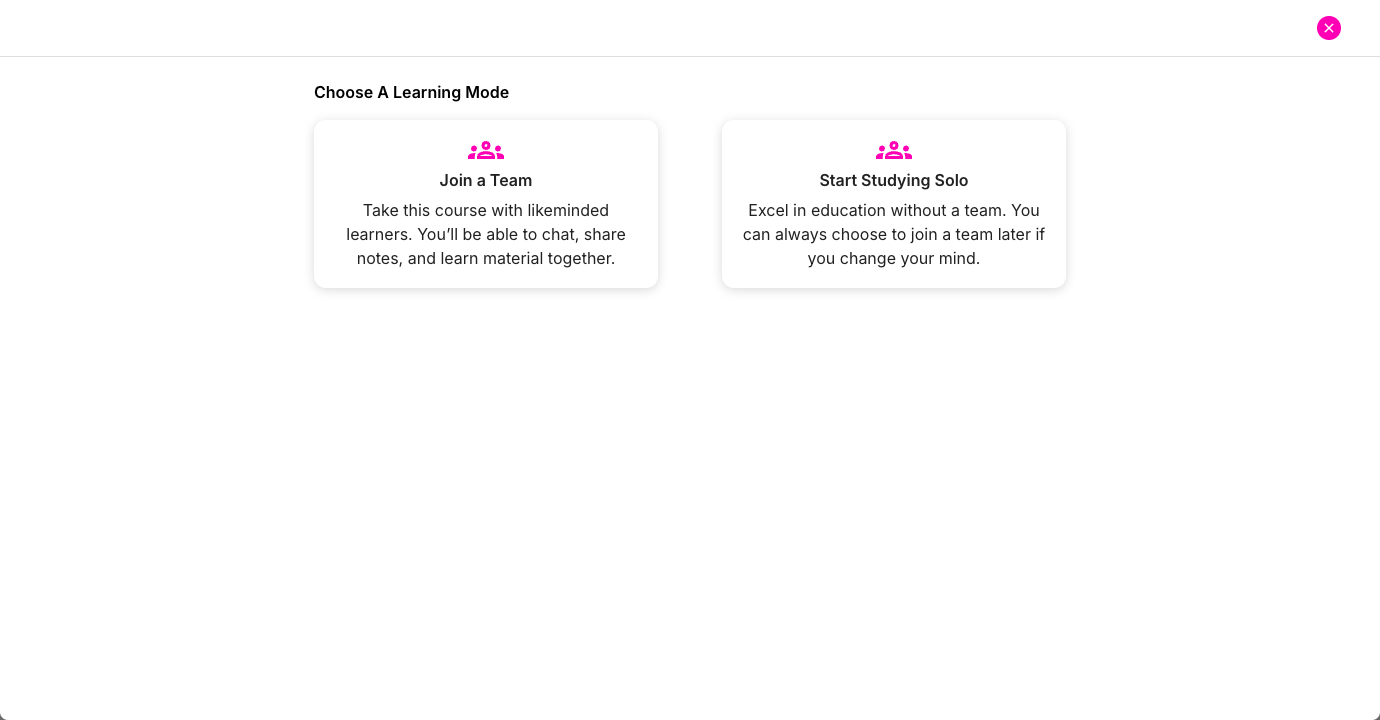 Choose A Learning Mode
Join a Team
Take this course with likeminded
learners. You’ll be able to chat, share
notes, and learn material together.
Start Studying Solo
Excel in education without a team. You
can always choose to join a team later if
you change your mind.